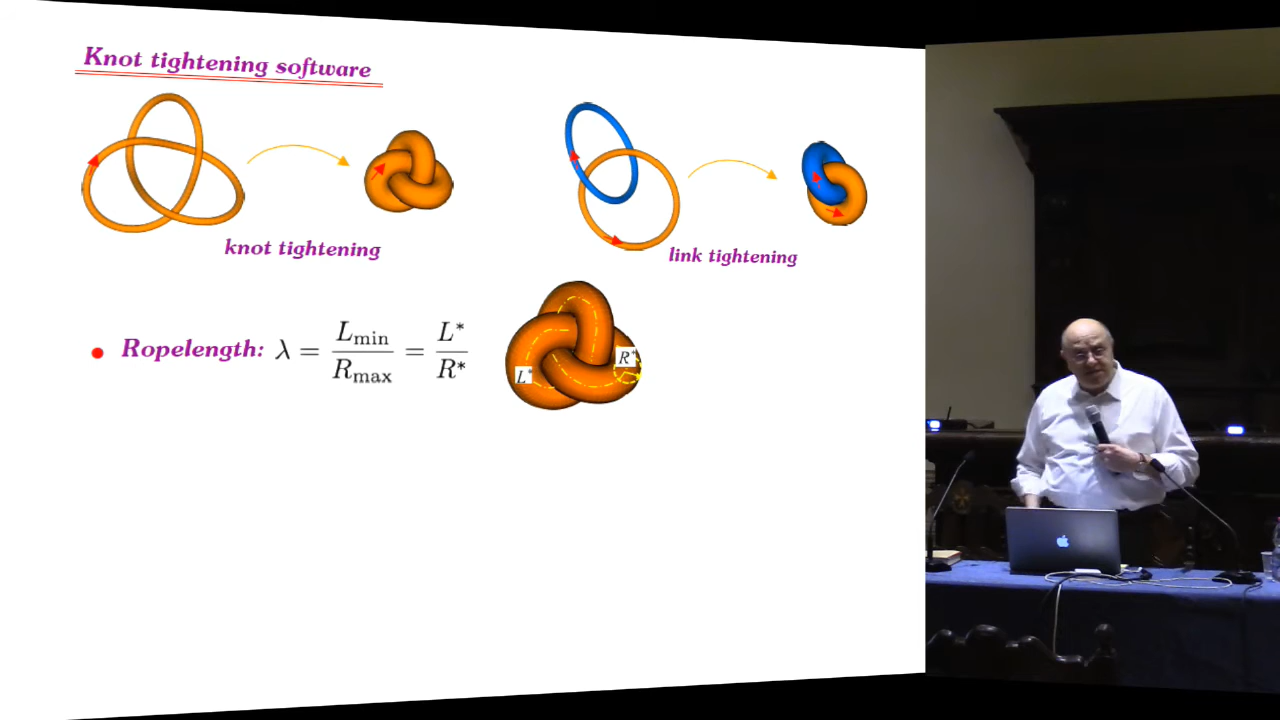 Knot tightening software
knot tightening
link tightening
• Ropelength: λ = L_min / R_max = L* / R*
L*
R*